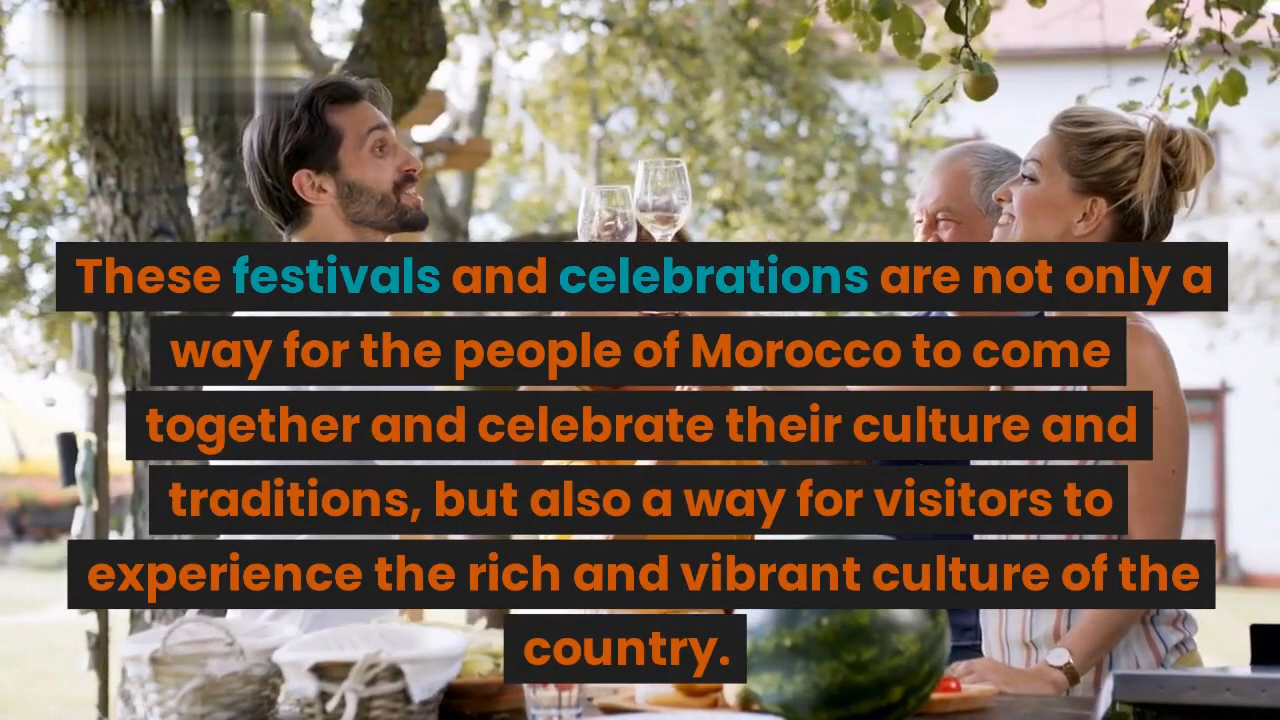 These festivals and celebrations are not only a
way for the people of Morocco to come
together and celebrate their culture and
traditions, but also a way for visitors to
experience the rich and vibrant culture of the
country.